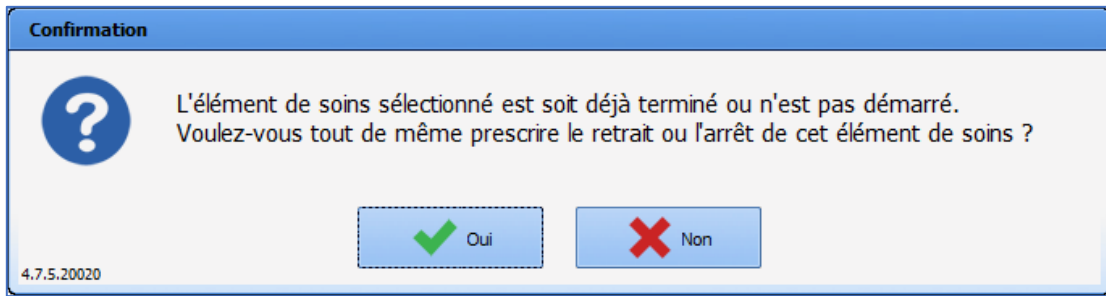 Confirmation
L'élément de soins sélectionné est soit déjà terminé ou n'est pas démarré.
Voulez-vous tout de même prescrire le retrait ou l'arrêt de cet élément de soins ?
Oui
Non
4.7.5.20020